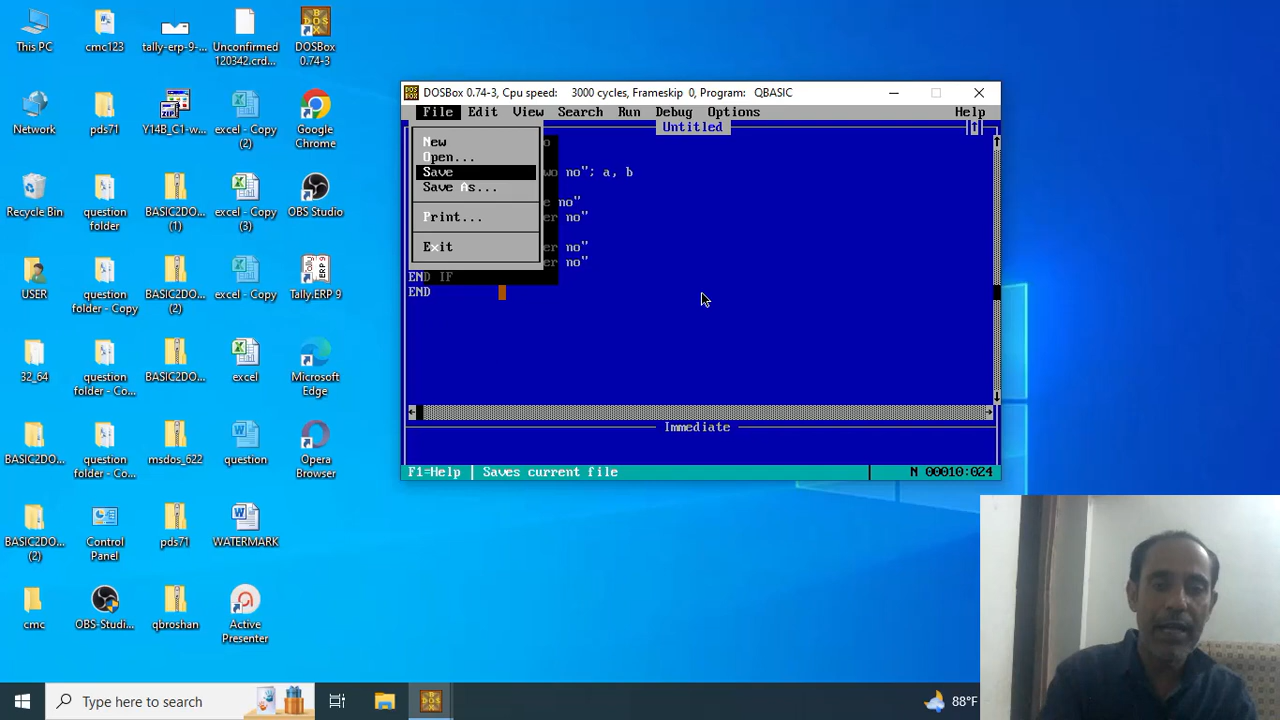 This PC
cmc123
tally-erp-9-...
Unconfirmed
120342.crd...
DOSBox
0.74-3
Network
pds71
Y14B_C1-w...
excel - Copy
(2)
Google
Chrome
Recycle Bin
question
folder
BASIC2DO...
(1)
excel - Copy
(3)
OBS Studio
USER
question
folder - Copy
BASIC2DO...
(2)
excel - Copy
Tally.ERP 9
32_64
question
folder - Co...
BASIC2DO...
excel
Microsoft
Edge
BASIC2DO...
question
folder - Co...
msdos_622
question
Opera
Browser
BASIC2DO...
(2)
Control
Panel
pds71
WATERMARK
cmc
OBS-Studi...
qbroshan
Active
Presenter
DOSBox 0.74-3, Cpu speed: 3000 cycles, Frameskip 0, Program: QBASIC
File Edit View Search Run Debug Options Help
Untitled
New
o
Open...
Save
wo no"; a, b
Save As...
e no"
Print...
er no"
Exit
er no"
er no"
END IF
END
Immediate
F1=Help
Saves current file
N 00010:024
Type here to search
88°F